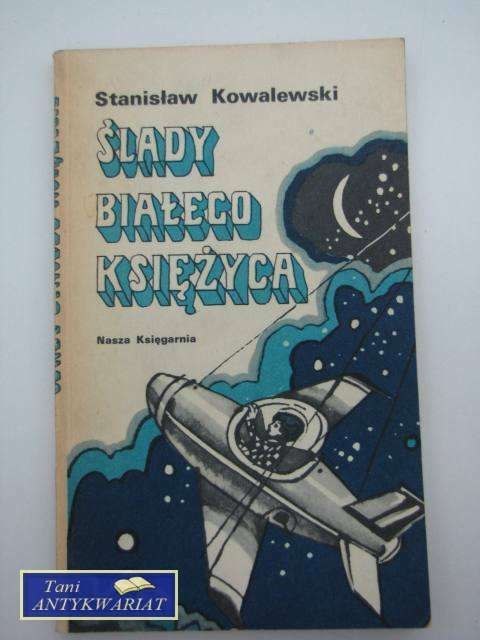 Stanisław Kowalewski
ŚLADY
BIAŁEGO
KSIĘŻYCA
Nasza Księgarnia
Tani
ANTYKWARIAT